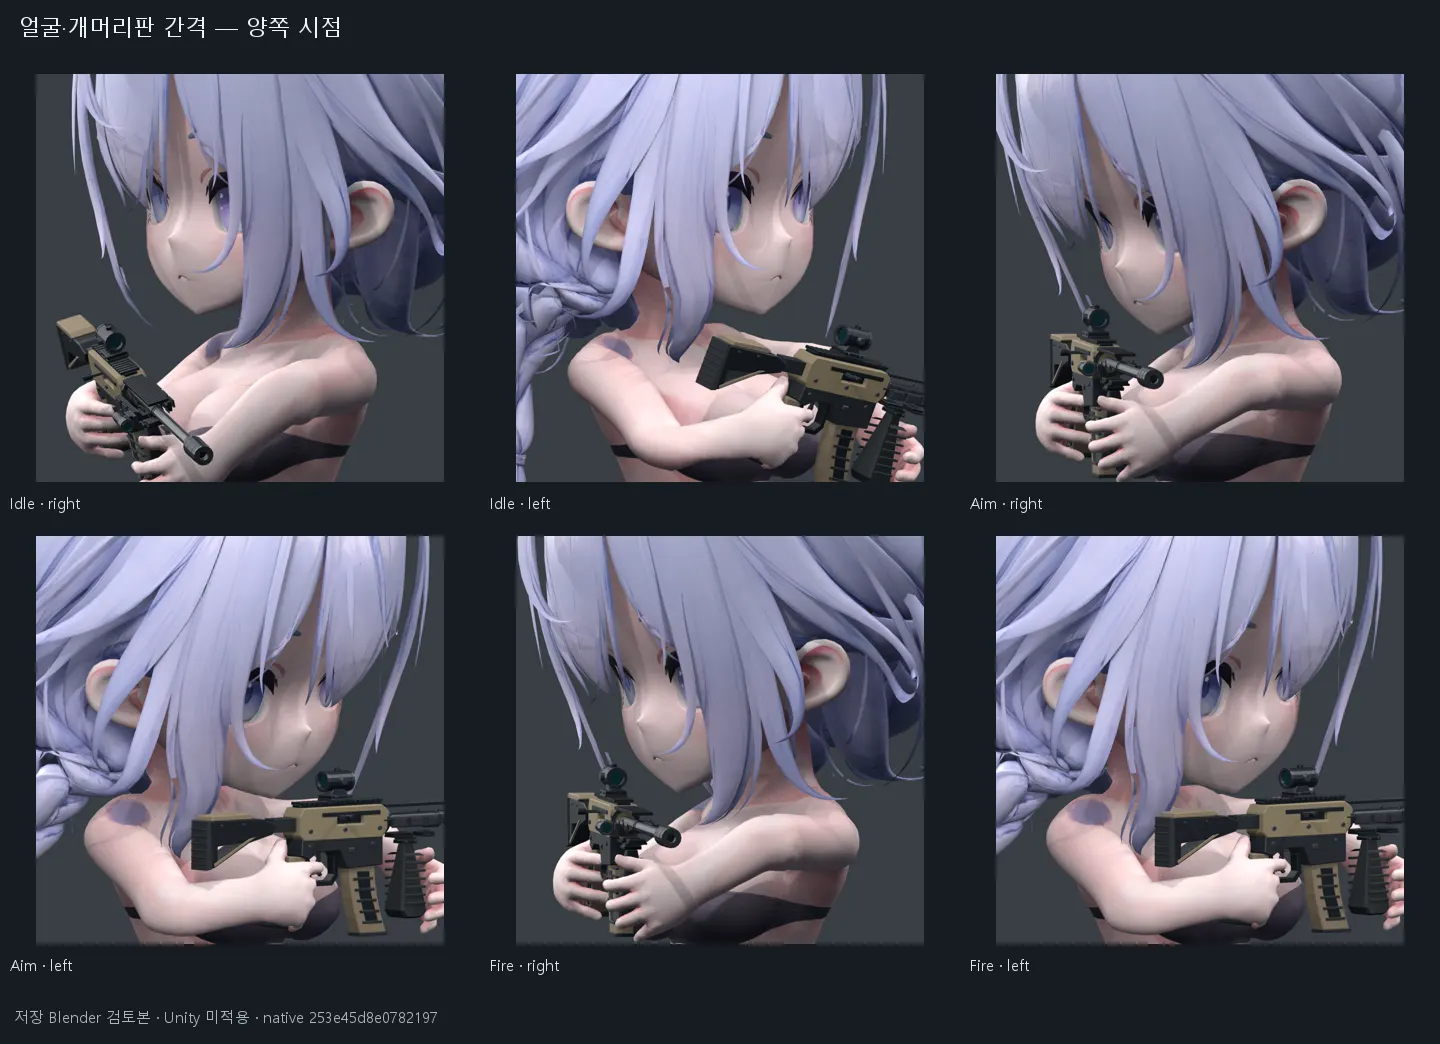 얼굴·개머리판 간격 — 양쪽 시점
Idle · right
Idle · left
Aim · right
Aim · left
Fire · right
Fire · left
저장 Blender 검토본 · Unity 미적용 · native 253e45d8e0782197